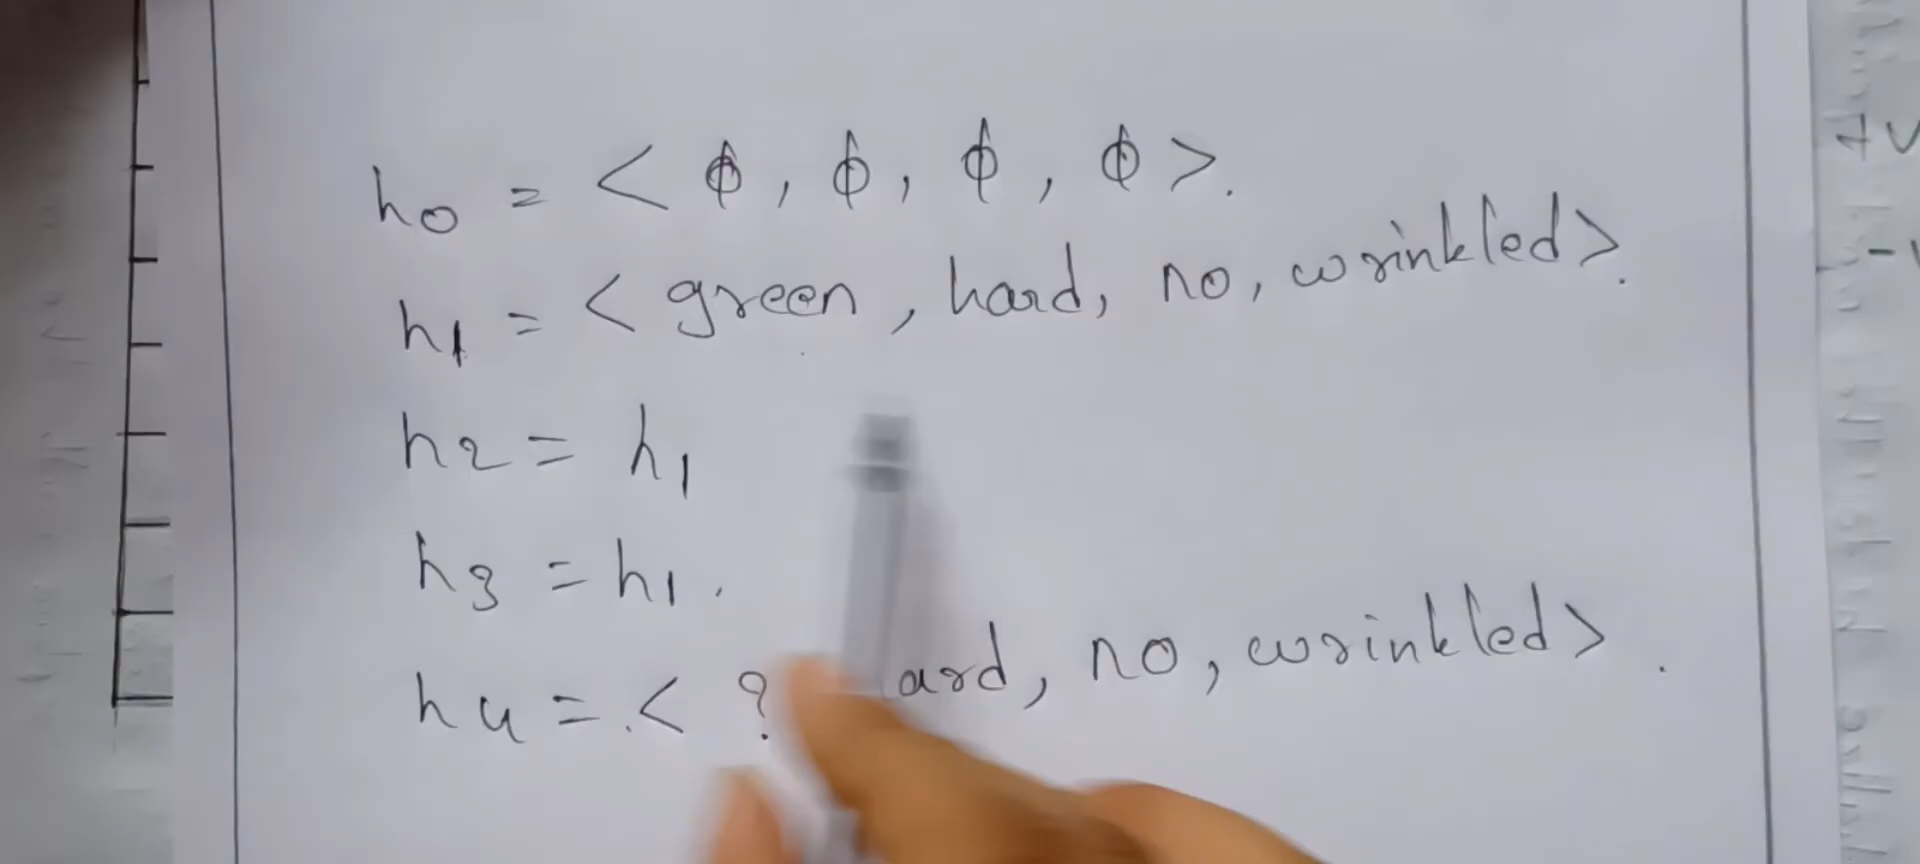 h0 = < ϕ, ϕ, ϕ, ϕ >.
h1 = < green, hard, no, wrinkled>.
h2 = h1
h3 = h1.
h4 = < ? ard, no, wrinkled>.